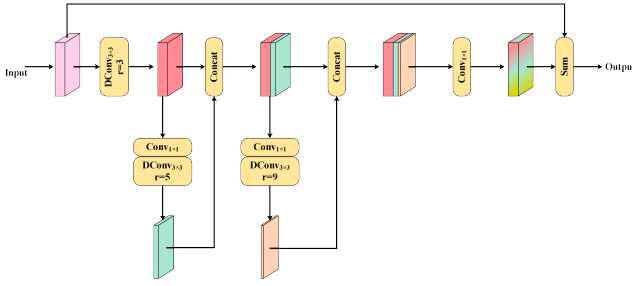 Input
DConv3×3
r=3
Concat
Concat
Conv1×1
Sum
Outpu
Conv1×1
DConv3×3
r=5
Conv1×1
DConv3×3
r=9